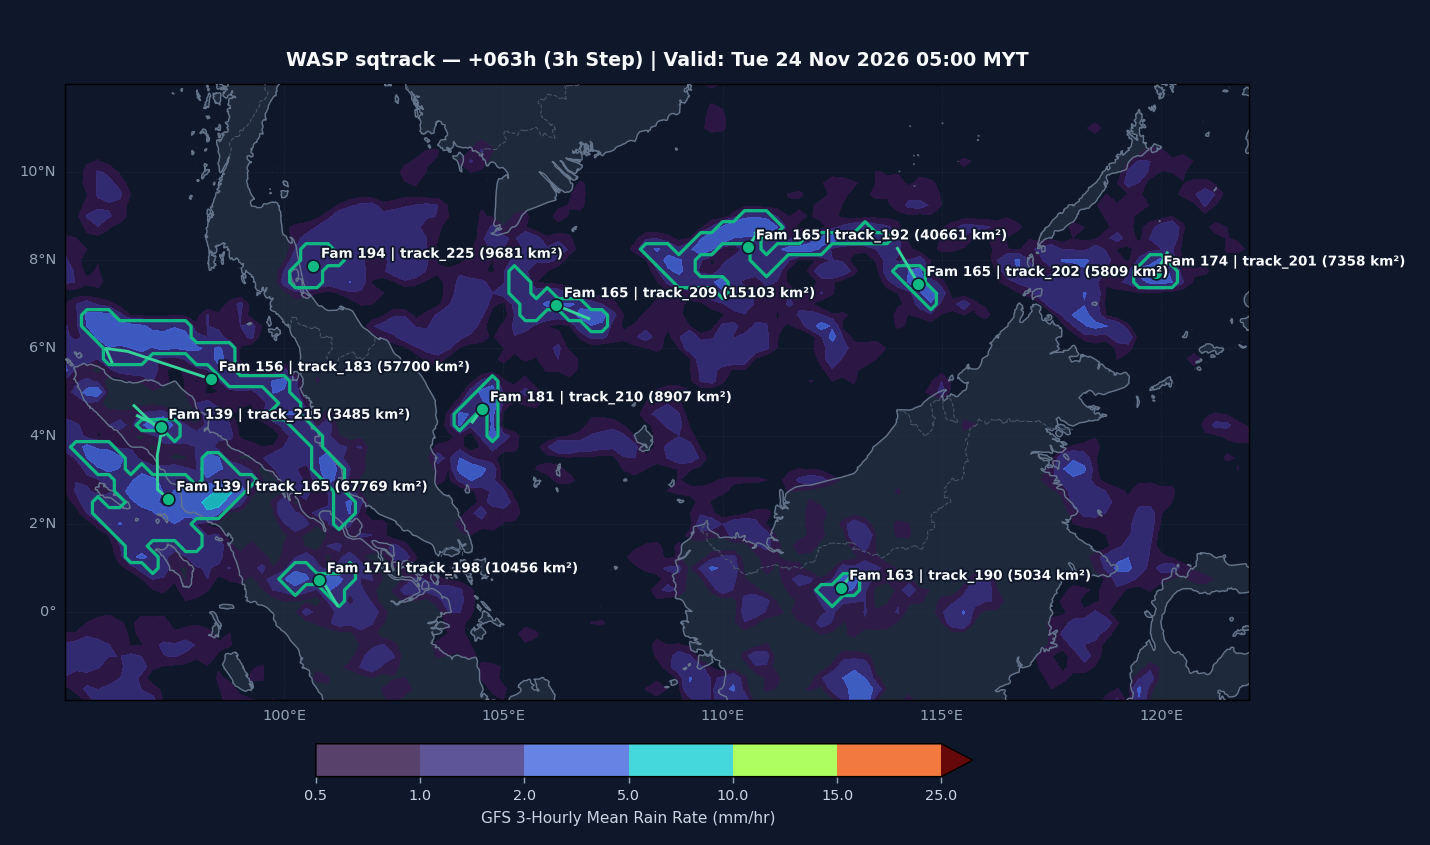 WASP sqtrack — +063h (3h Step) | Valid: Tue 24 Nov 2026 05:00 MYT
10°N
8°N
6°N
4°N
2°N
0°
Fam 165 | track_192 (40661 km²)
Fam 194 | track_225 (9681 km²)
Fam 174 | track_201 (7358 km²)
Fam 165 | track_202 (5809 km²)
Fam 165 | track_209 (15103 km²)
Fam 156 | track_183 (57700 km²)
Fam 181 | track_210 (8907 km²)
Fam 139 | track_215 (3485 km²)
Fam 139 | track_165 (67769 km²)
Fam 171 | track_198 (10456 km²)
Fam 163 | track_190 (5034 km²)
100°E 105°E 110°E 115°E 120°E
0.5 1.0 2.0 5.0 10.0 15.0 25.0
GFS 3-Hourly Mean Rain Rate (mm/hr)